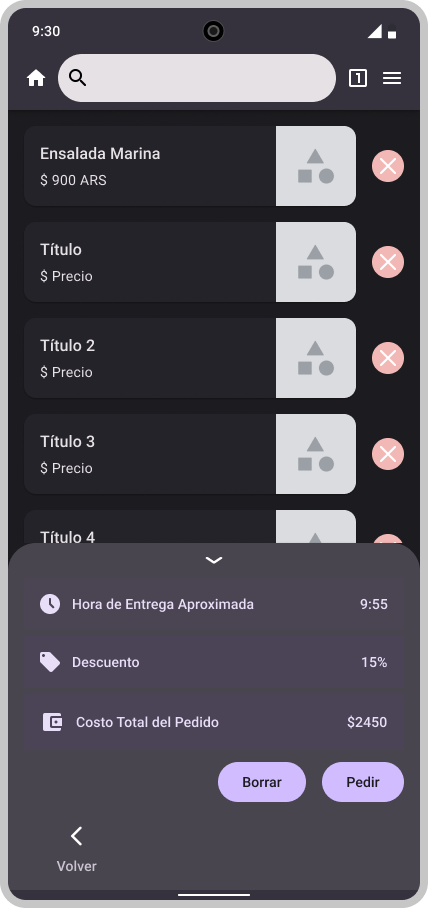 9:30
1
Ensalada Marina
$ 900 ARS
Título
$ Precio
Título 2
$ Precio
Título 3
$ Precio
Título 4
Hora de Entrega Aproximada 9:55
Descuento 15%
Costo Total del Pedido $2450
Borrar Pedir
Volver